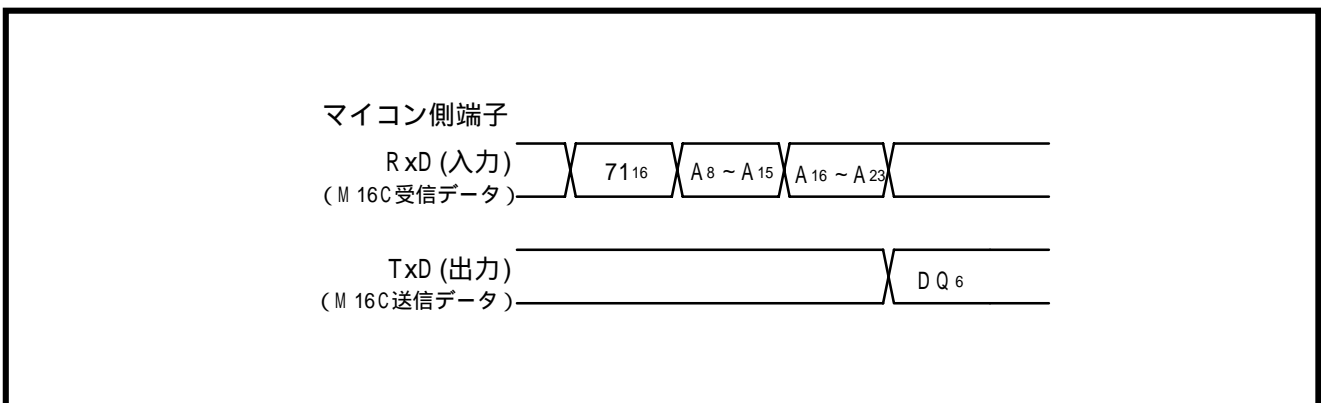 マイコン側端子
RxD (入力) 7116 A8 ~ A15 A16 ~ A23
(M16C受信データ)
TxD (出力) DQ6
(M16C送信データ)